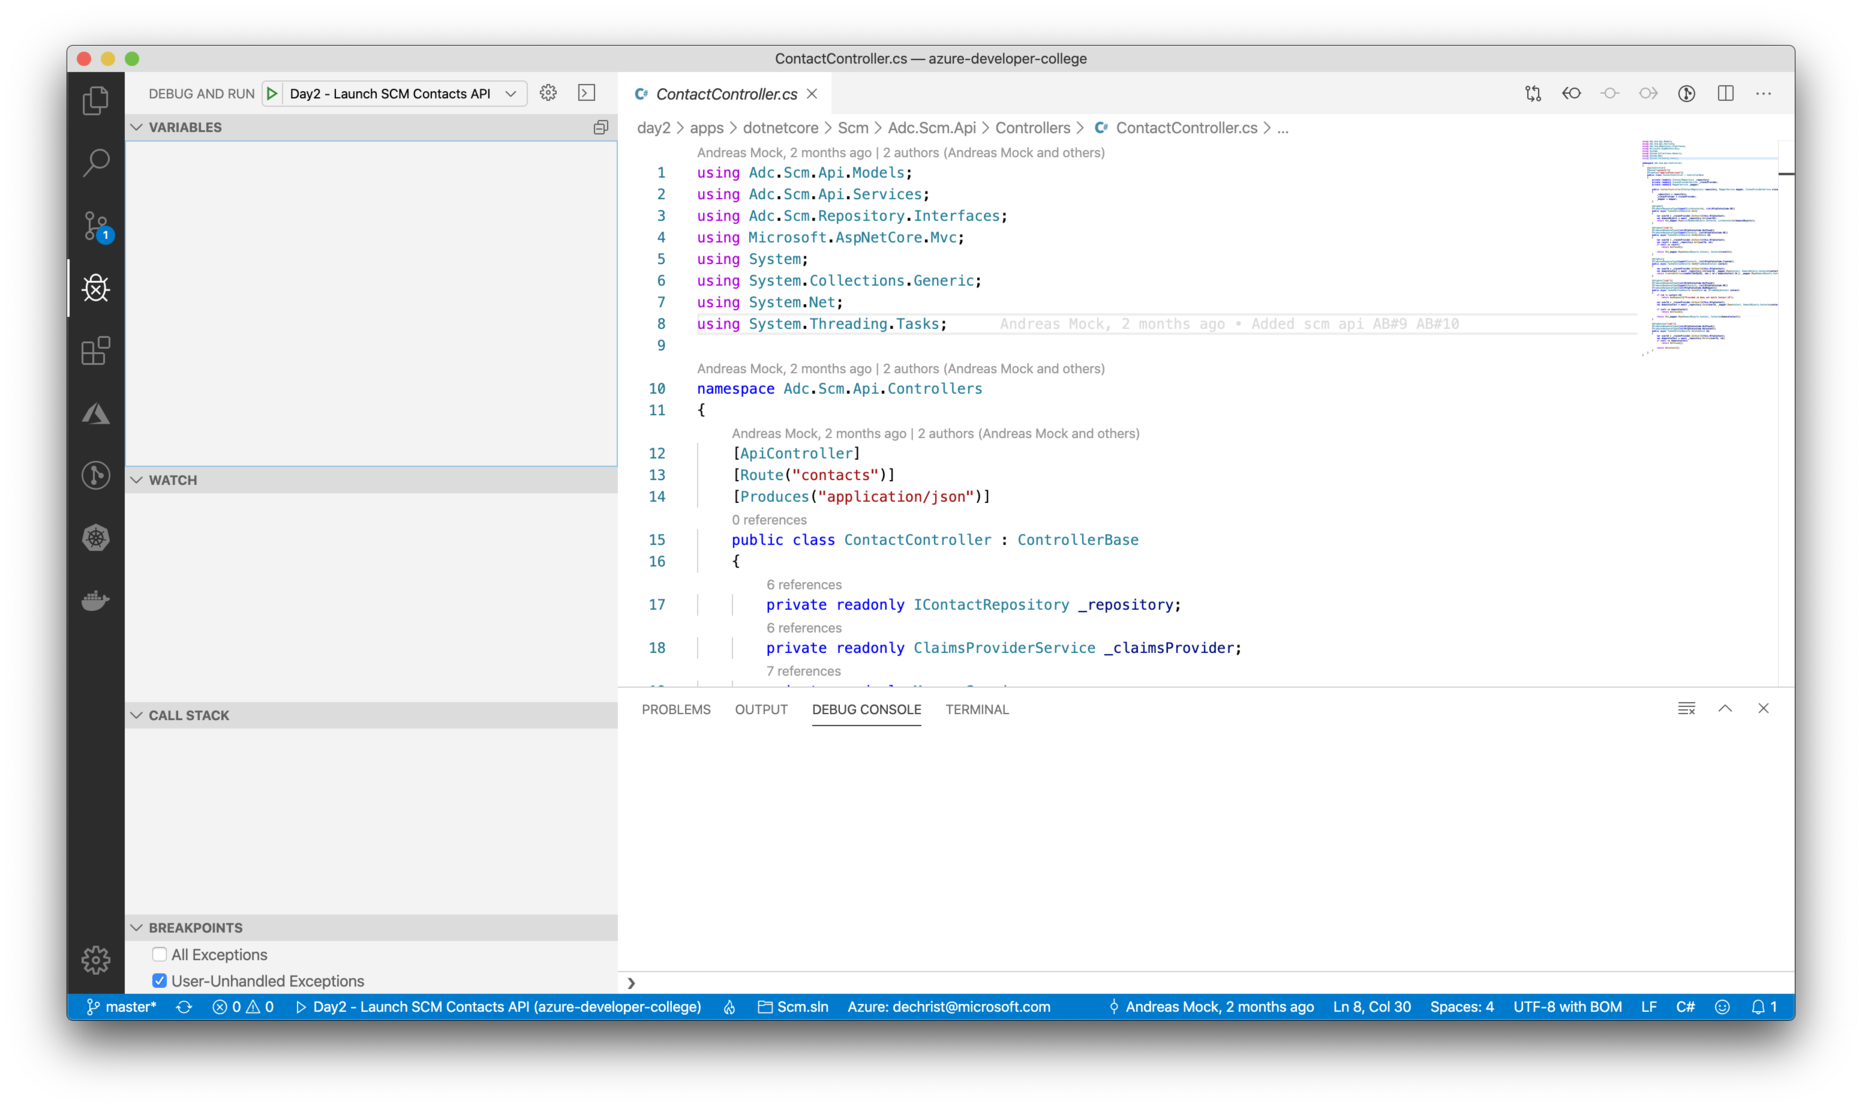 ContactController.cs — azure-developer-college
DEBUG AND RUN
Day2 - Launch SCM Contacts API
VARIABLES
WATCH
CALL STACK
BREAKPOINTS
All Exceptions
User-Unhandled Exceptions
1
C# ContactController.cs
day2 > apps > dotnetcore > Scm > Adc.Scm.Api > Controllers > C# ContactController.cs > ...
Andreas Mock, 2 months ago | 2 authors (Andreas Mock and others)
1 using Adc.Scm.Api.Models;
2 using Adc.Scm.Api.Services;
3 using Adc.Scm.Repository.Interfaces;
4 using Microsoft.AspNetCore.Mvc;
5 using System;
6 using System.Collections.Generic;
7 using System.Net;
8 using System.Threading.Tasks; Andreas Mock, 2 months ago • Added scm api AB#9 AB#10
9
Andreas Mock, 2 months ago | 2 authors (Andreas Mock and others)
10 namespace Adc.Scm.Api.Controllers
11 {
Andreas Mock, 2 months ago | 2 authors (Andreas Mock and others)
12 [ApiController]
13 [Route("contacts")]
14 [Produces("application/json")]
0 references
15 public class ContactController : ControllerBase
16 {
6 references
17 private readonly IContactRepository _repository;
6 references
18 private readonly ClaimsProviderService _claimsProvider;
7 references
PROBLEMS OUTPUT DEBUG CONSOLE TERMINAL
master* 0 0 Day2 - Launch SCM Contacts API (azure-developer-college) Scm.sln Azure: dechrist@microsoft.com Andreas Mock, 2 months ago Ln 8, Col 30 Spaces: 4 UTF-8 with BOM LF C# 1